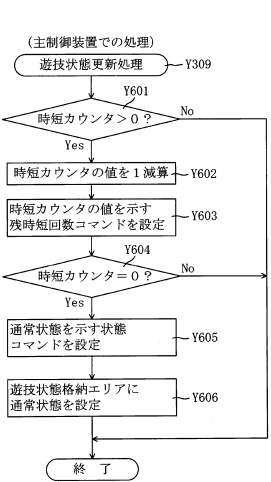 (主制御装置での処理)
遊技状態更新処理
Y309
Y601
時短カウンタ>0?
No
Yes
時短カウンタの値を1減算
Y602
時短カウンタの値を示す
残時短回数コマンドを設定
Y603
Y604
時短カウンタ=0?
No
Yes
通常状態を示す状態
コマンドを設定
Y605
遊技状態格納エリアに
通常状態を設定
Y606
終 了